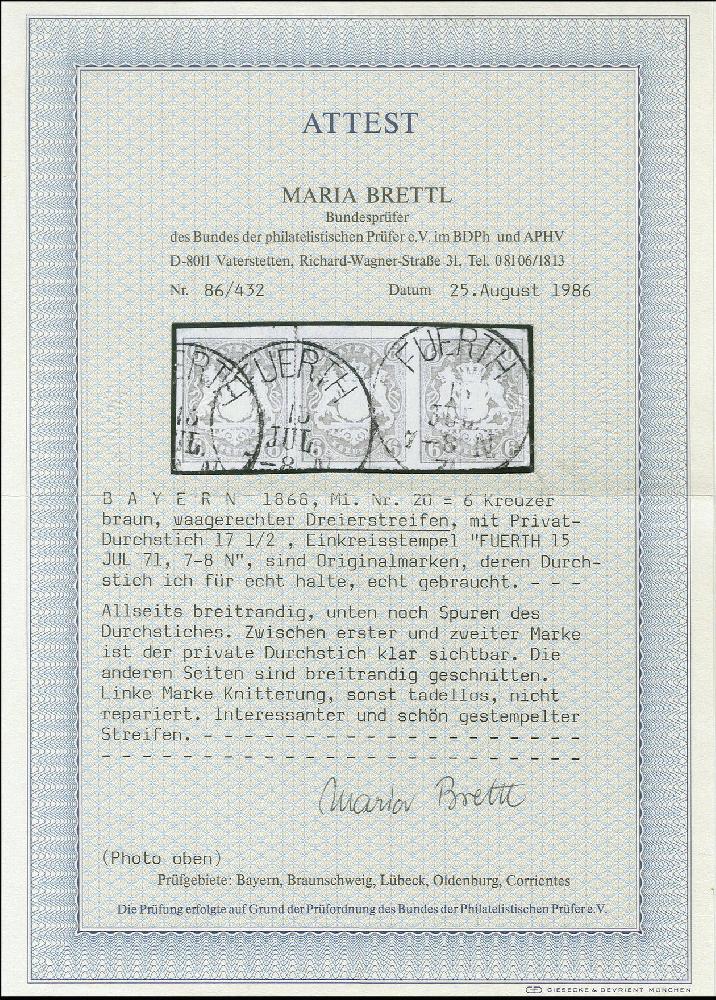 ATTEST
MARIA BRETTL
Bundesprüfer
des Bundes der philatelistischen Prüfer e.V. im BDPh und APHV
D-8011 Vaterstetten, Richard-Wagner-Straße 31, Tel. 08106/1813
Nr. 86/432 Datum 25.August 1986
FUERTH FUERTH
15 JUL
7-8 N
B A Y E R N 1868, Mi. Nr. 20 = 6 Kreuzer
braun, waagerechter Dreierstreifen, mit Privat-
Durchstich 17 1/2 , Einkreisstempel "FUERTH 15
JUL 71, 7-8 N", sind Originalmarken, deren Durch-
stich ich für echt halte, echt gebraucht. - - -
Allseits breitrandig, unten noch Spuren des
Durchstiches. Zwischen erster und zweiter Marke
ist der private Durchstich klar sichtbar. Die
anderen Seiten sind breitrandig geschnitten.
Linke Marke Knitterung, sonst tadellos, nicht
repariert. Interessanter und schön gestempelter
Streifen. - - - - - - - - - - - - - - - - - - -
- - - - - - - - - - - - - - - - - - - - - - - -
Maria Brettl
(Photo oben)
Prüfgebiete: Bayern, Braunschweig, Lübeck, Oldenburg, Corrientes
Die Prüfung erfolgte auf Grund der Prüfordnung des Bundes der Philatelistischen Prüfer e.V.
GIESECKE & DEVRIENT MÜNCHEN